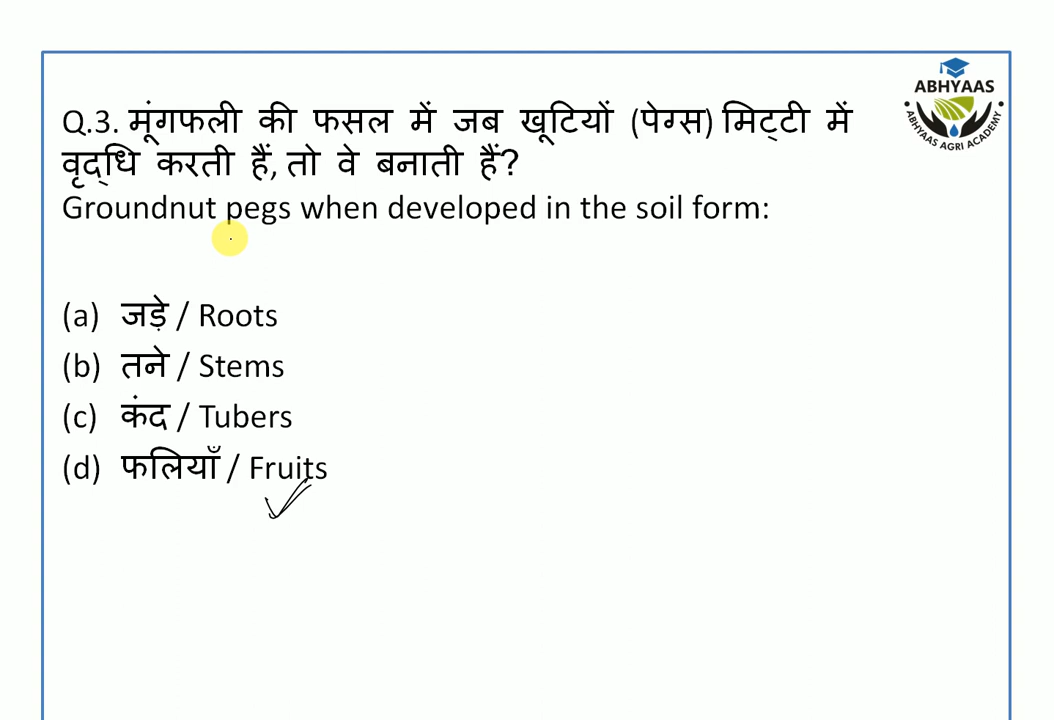 ABHYAAS
ABHYAAS AGRI ACADEMY
Q.3. मूंगफली की फसल में जब खूटियों (पेग्स) मिट्टी में
वृद्धि करती हैं, तो वे बनाती हैं?
Groundnut pegs when developed in the soil form:
(a) जड़े / Roots
(b) तने / Stems
(c) कंद / Tubers
(d) फलियाँ / Fruits